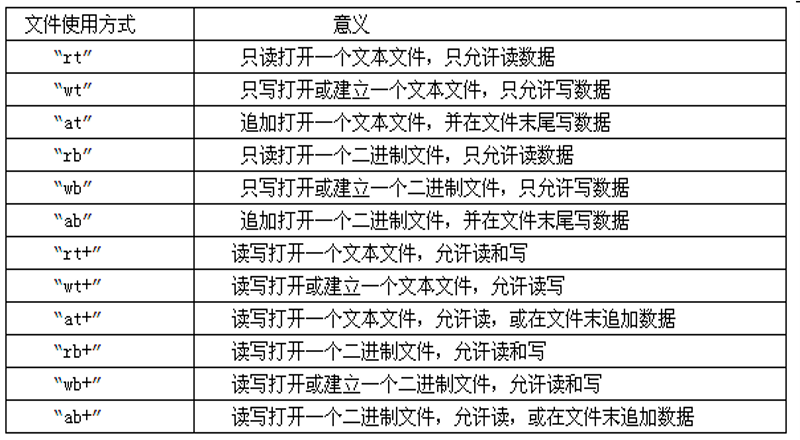 文件使用方式 意义
“rt” 只读打开一个文本文件，只允许读数据
“wt” 只写打开或建立一个文本文件，只允许写数据
“at” 追加打开一个文本文件，并在文件末尾写数据
“rb” 只读打开一个二进制文件，只允许读数据
“wb” 只写打开或建立一个二进制文件，只允许写数据
“ab” 追加打开一个二进制文件，并在文件末尾写数据
“rt+” 读写打开一个文本文件，允许读和写
“wt+” 读写打开或建立一个文本文件，允许读写
“at+” 读写打开一个文本文件，允许读，或在文件末追加数据
“rb+” 读写打开一个二进制文件，允许读和写
“wb+” 读写打开或建立一个二进制文件，允许读和写
“ab+” 读写打开一个二进制文件，允许读，或在文件末追加数据